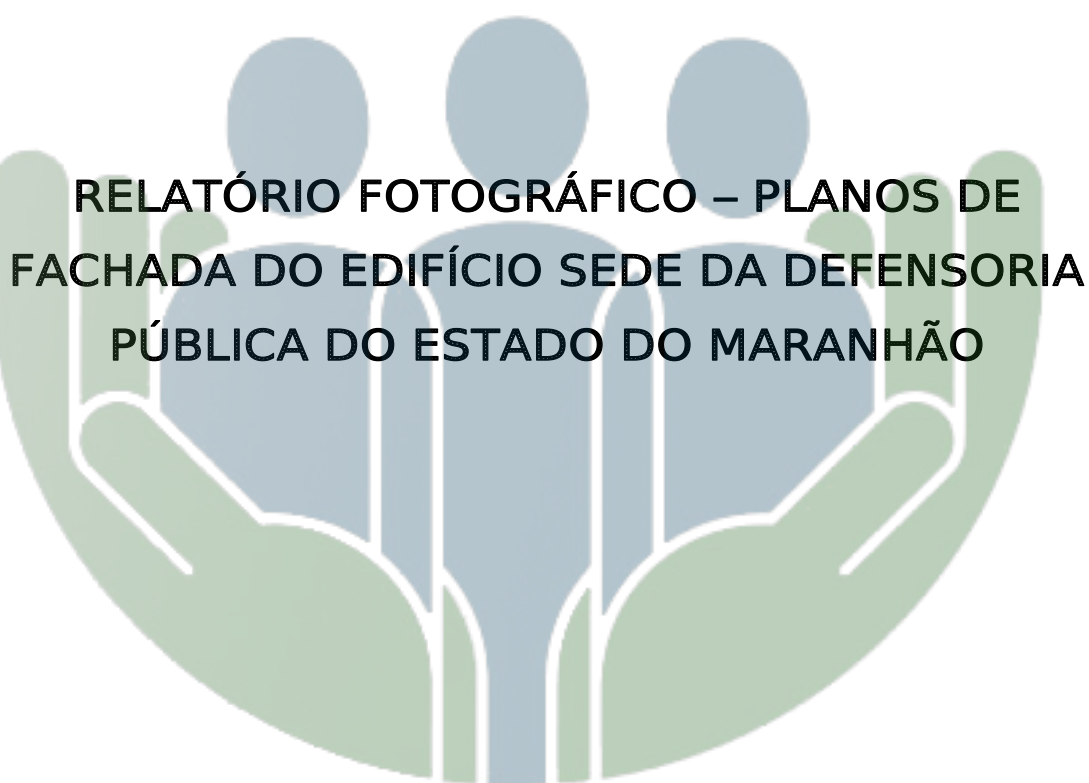 RELATÓRIO FOTOGRÁFICO – PLANOS DE
FACHADA DO EDIFÍCIO SEDE DA DEFENSORIA
PÚBLICA DO ESTADO DO MARANHÃO